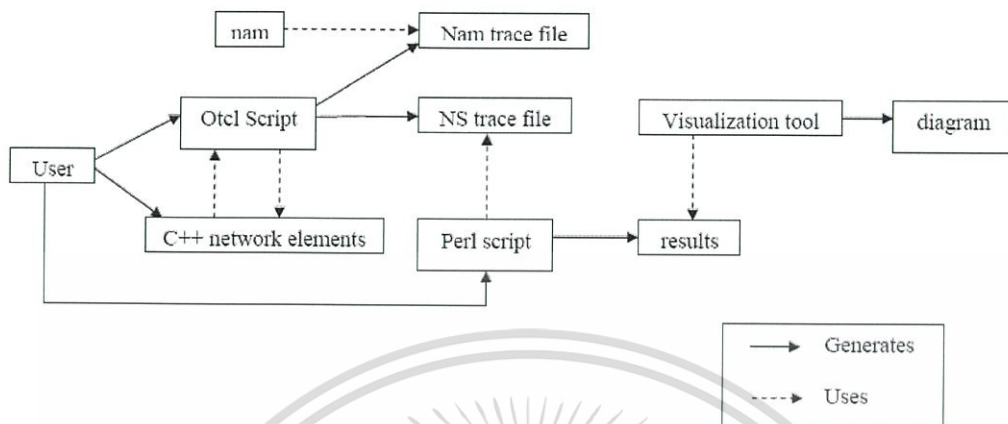 nam
Nam trace file
Otcl Script
NS trace file
Visualization tool
diagram
User
C++ network elements
Perl script
results
Generates
Uses